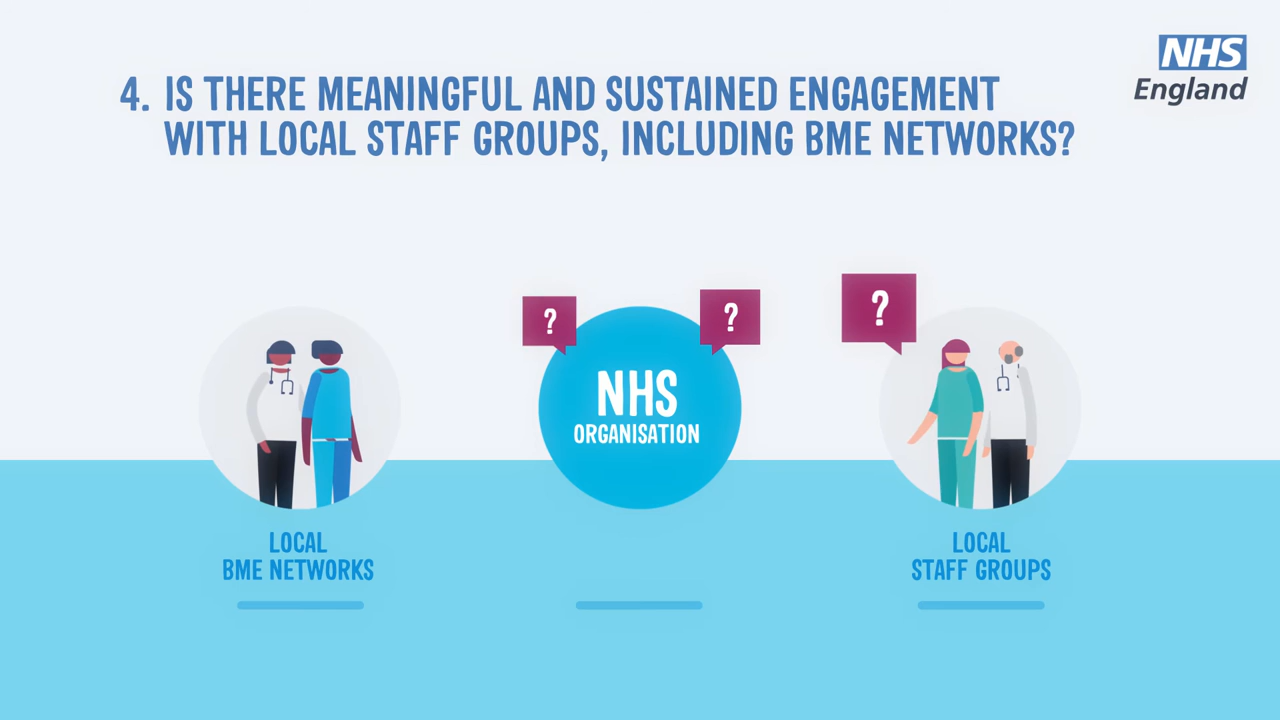 NHS
England
4. IS THERE MEANINGFUL AND SUSTAINED ENGAGEMENT
WITH LOCAL STAFF GROUPS, INCLUDING BME NETWORKS?
?
?
?
NHS
ORGANISATION
LOCAL
BME NETWORKS
LOCAL
STAFF GROUPS